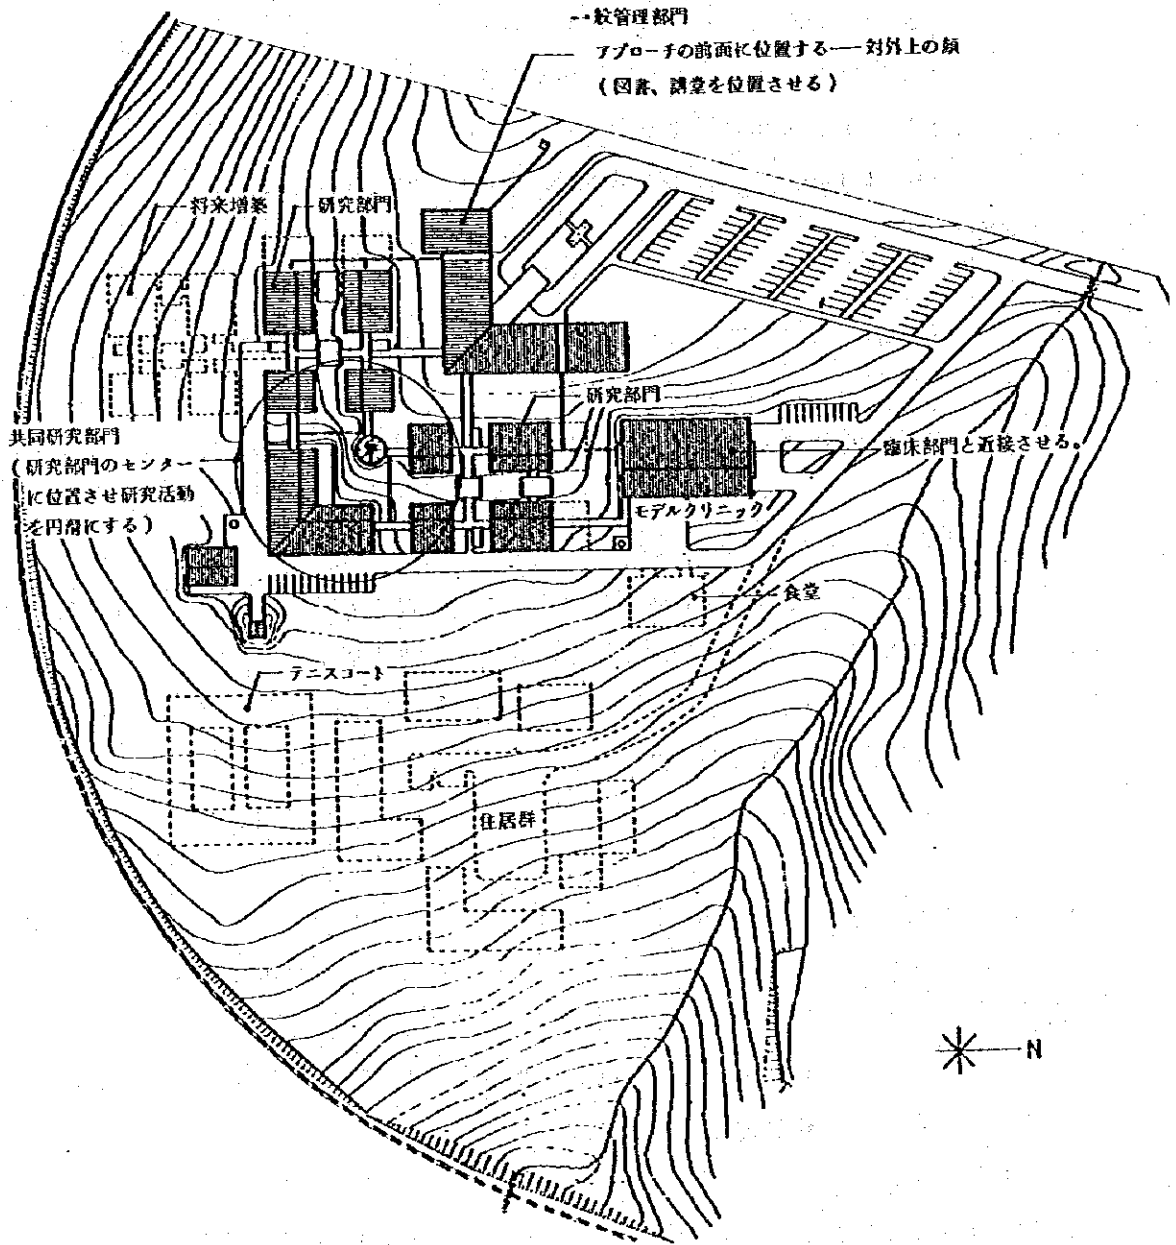 一般管理部門
アプローチの前面に位置する――対外上の顔
(図書、講堂を位置させる)
将来増築
研究部門
研究部門
共同研究部門
(研究部門のセンター
に位置させ研究活動
を円滑にする)
臨床部門と近接させる。
モデルクリニック
食堂
テニスコート
住居群
N